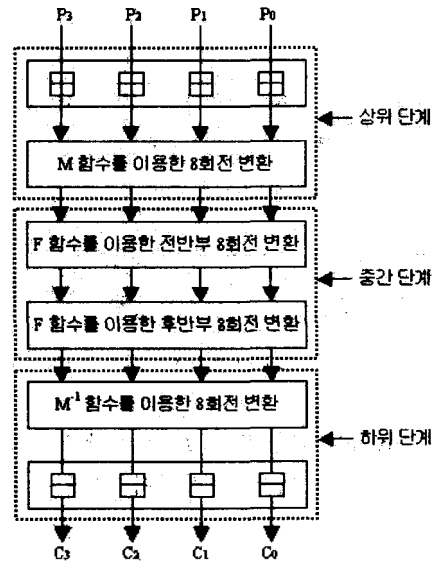 P₃ P₂ P₁ P₀
상위 단계
M 함수를 이용한 8회전 변환
F 함수를 이용한 전반부 8회전 변환
중간 단계
F 함수를 이용한 후반부 8회전 변환
M⁻¹ 함수를 이용한 8회전 변환
하위 단계
C₃ C₂ C₁ C₀